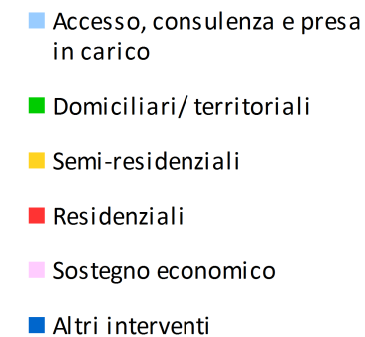 Accesso, consulenza e presa
in carico
Domiciliari/ territoriali
Semi-residenziali
Residenziali
Sostegno economico
Altri interventi